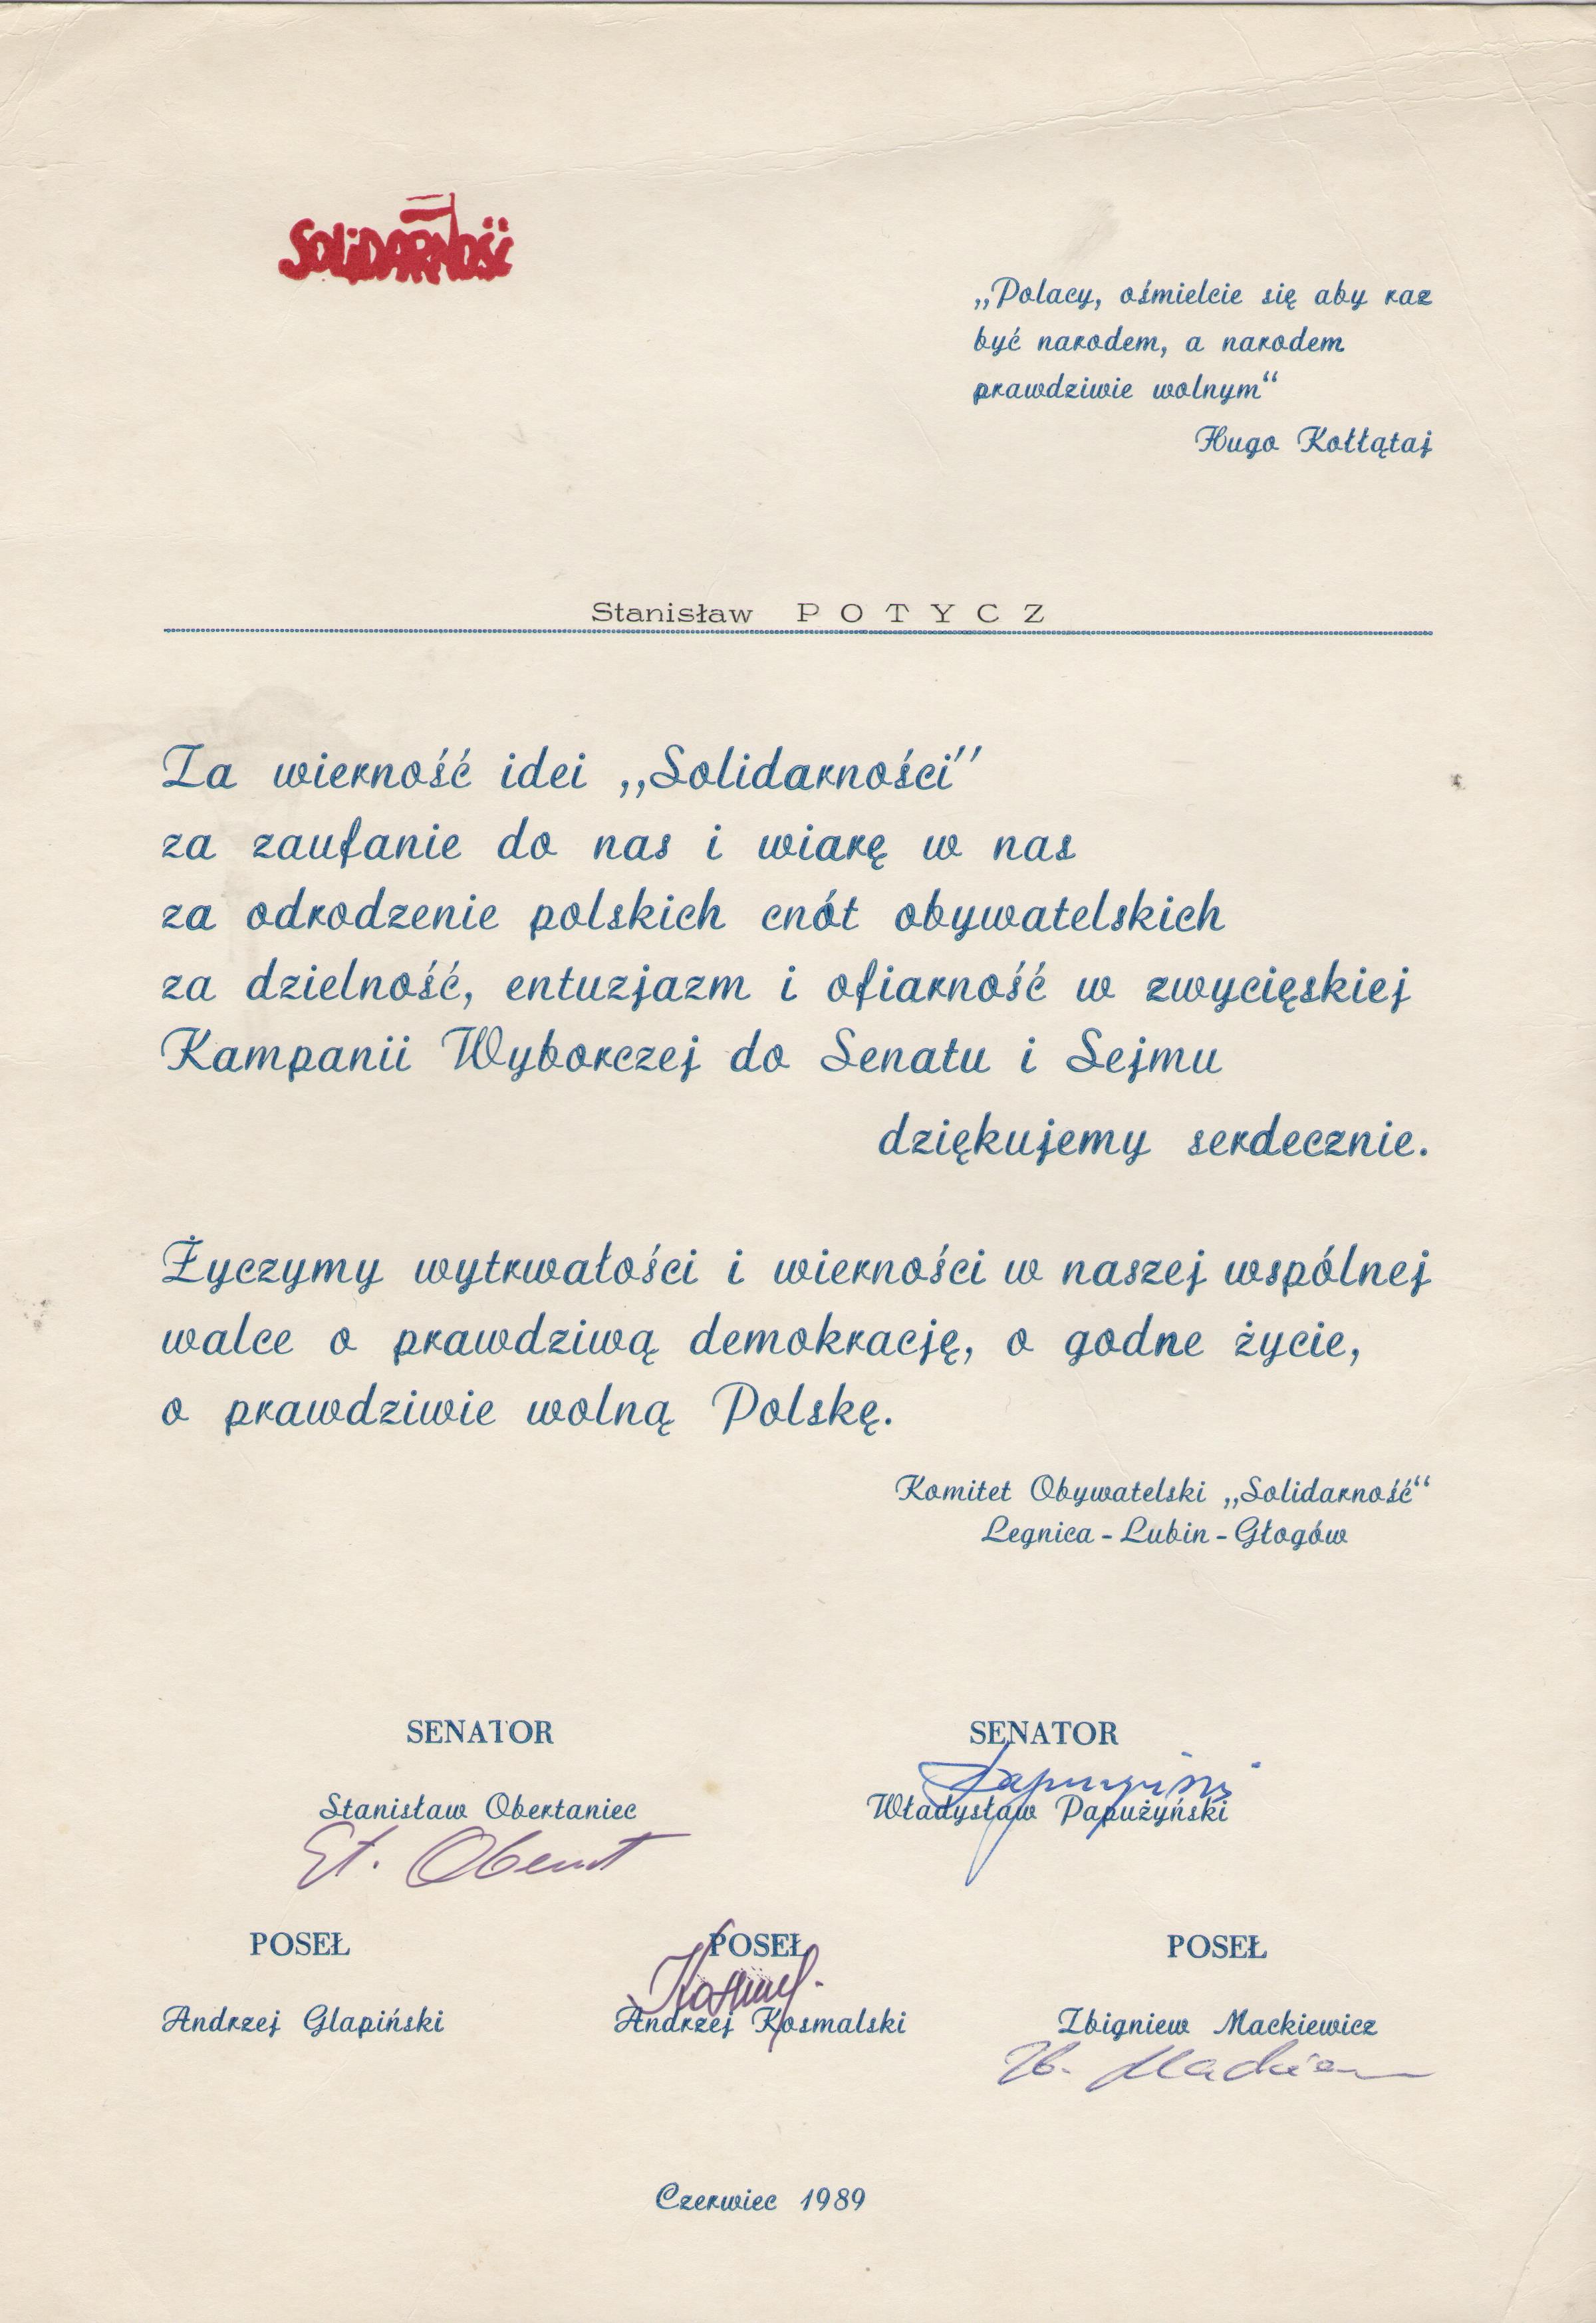 SOLIDARNOŚĆ
„Polacy, ośmielcie się aby raz
być narodem, a narodem
prawdziwie wolnym“
Hugo Kołłątaj
Stanisław P O T Y C Z
Za wierność idei „Solidarności”
za zaufanie do nas i wiarę w nas
za odrodzenie polskich cnót obywatelskich
za dzielność, entuzjazm i ofiarność w zwycięskiej
Kampanii Wyborczej do Senatu i Sejmu
dziękujemy serdecznie.
Życzymy wytrwałości i wierności w naszej wspólnej
walce o prawdziwą demokrację, o godne życie,
o prawdziwie wolną Polskę.
Komitet Obywatelski „Solidarność“
Legnica - Lubin - Głogów
SENATOR SENATOR
Stanisław Obertaniec Władysław Papużyński
St. Obert
POSEŁ POSEŁ POSEŁ
Andrzej Glapiński Andrzej Kosmalski Zbigniew Mackiewicz
Zb.
Czerwiec 1989